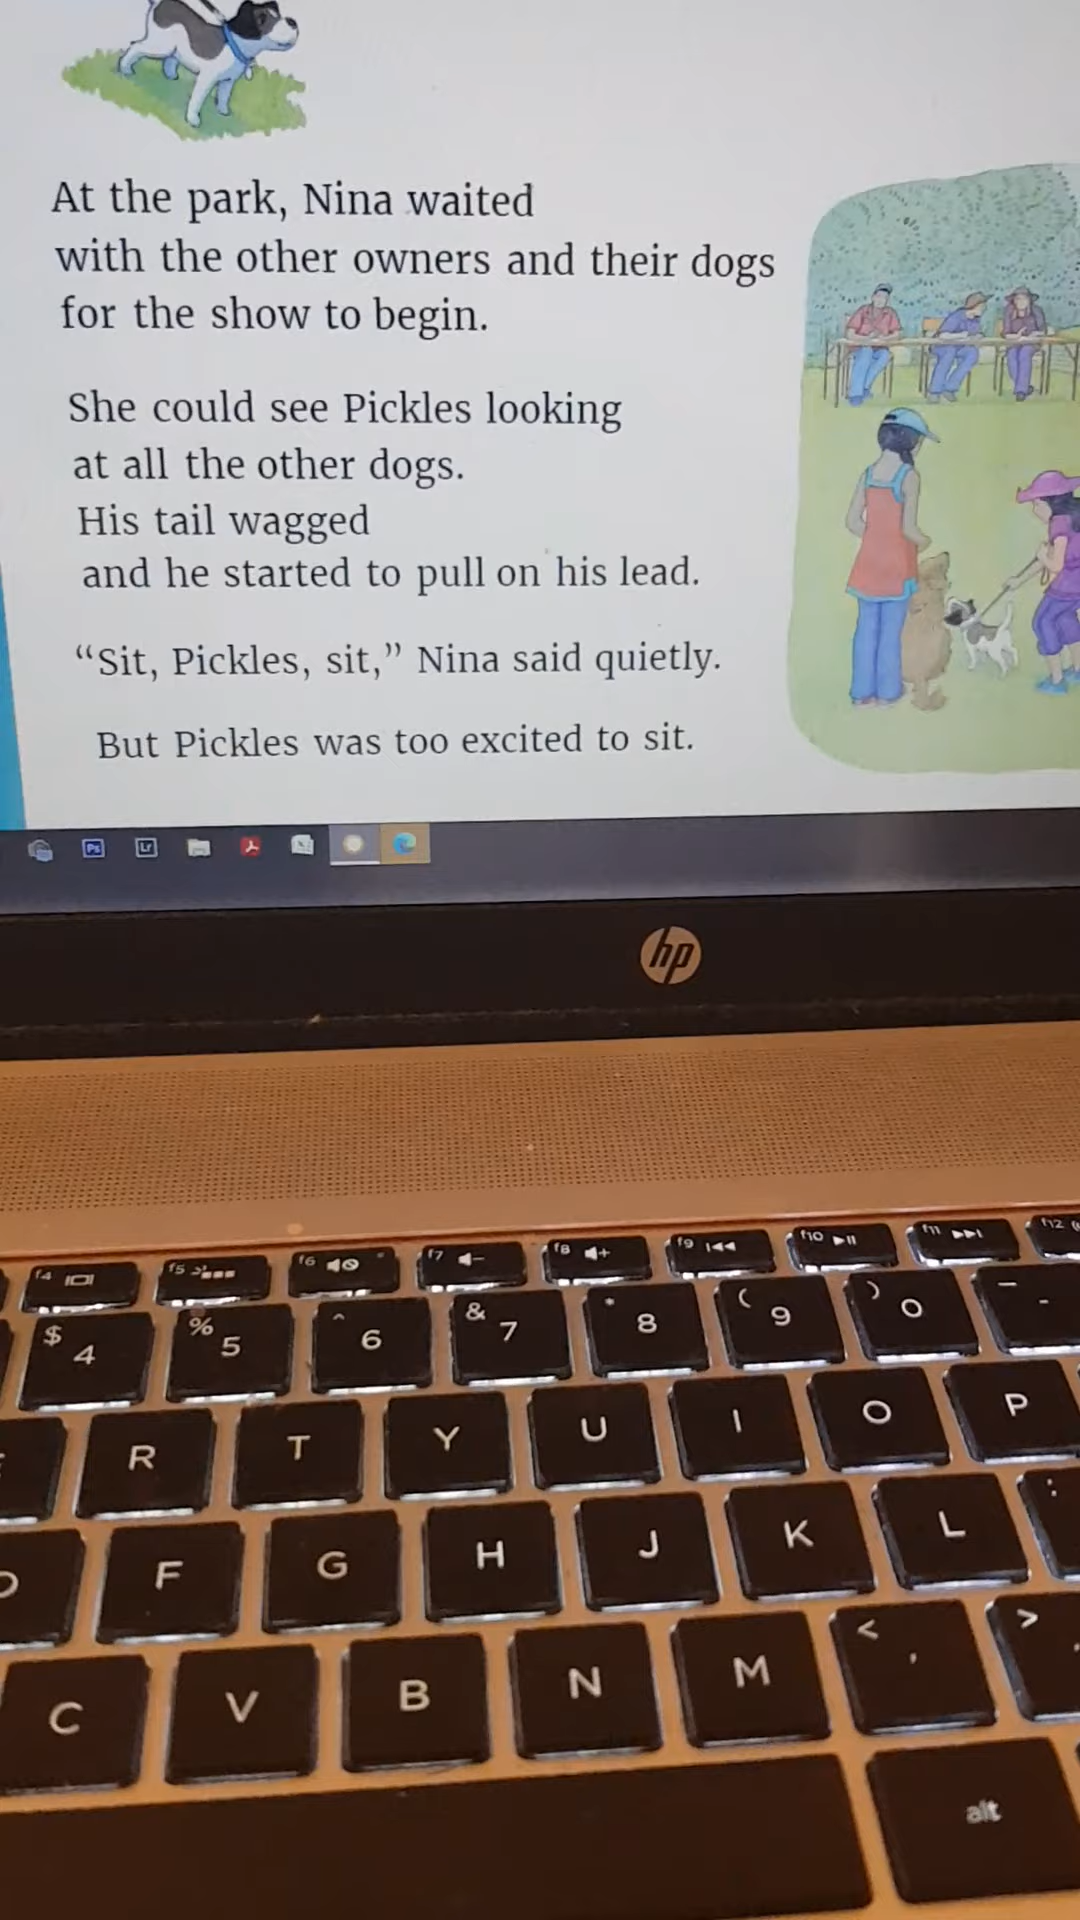 At the park, Nina waited
with the other owners and their dogs
for the show to begin.
She could see Pickles looking
at all the other dogs.
His tail wagged
and he started to pull on his lead.
“Sit, Pickles, sit,” Nina said quietly.
But Pickles was too excited to sit.
Ps Lr
hp
f4 f5 f6 f7 f8 f9 f10 f11 f12
$ 4 % 5 ^ 6 & 7 * 8 ( 9 ) 0 - -
R T Y U I O P
F G H J K L :
C V B N M < , >
alt